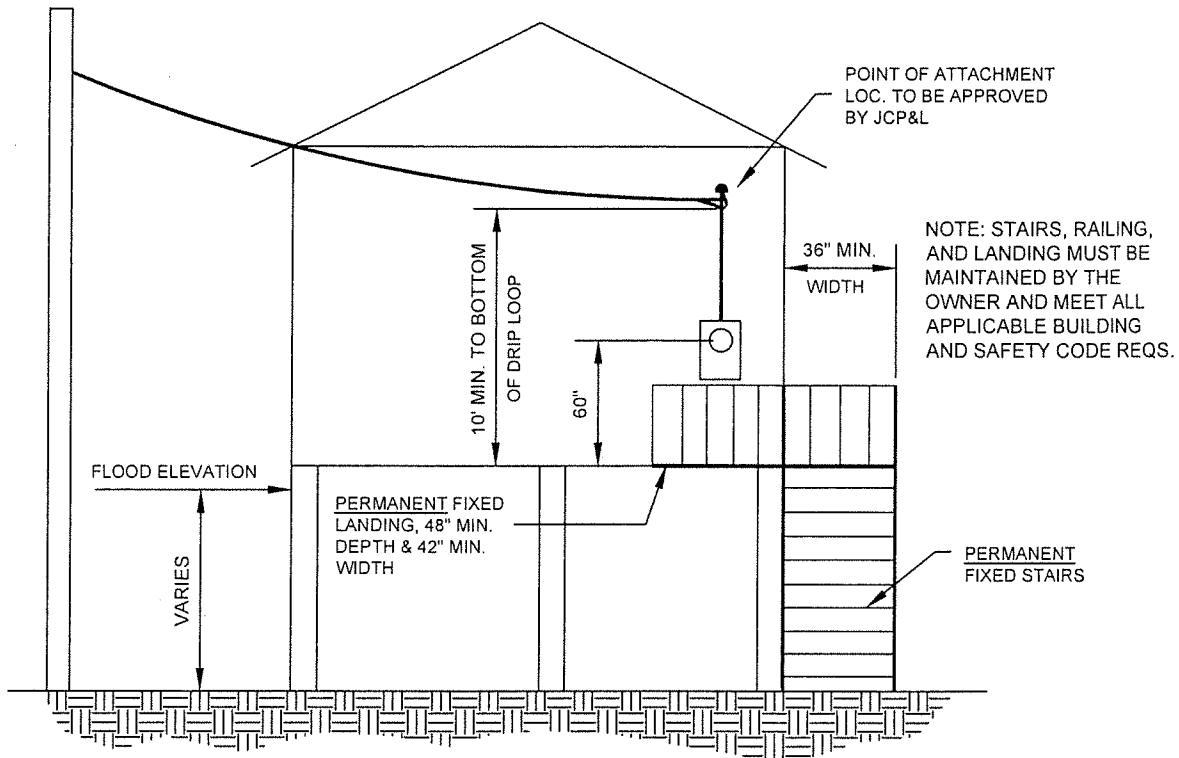 POINT OF ATTACHMENT
LOC. TO BE APPROVED
BY JCP&L
NOTE: STAIRS, RAILING,
AND LANDING MUST BE
MAINTAINED BY THE
OWNER AND MEET ALL
APPLICABLE BUILDING
AND SAFETY CODE REQS.
36" MIN.
WIDTH
10' MIN. TO BOTTOM
OF DRIP LOOP
60"
FLOOD ELEVATION
VARIES
PERMANENT FIXED
LANDING, 48" MIN.
DEPTH & 42" MIN.
WIDTH
PERMANENT
FIXED STAIRS